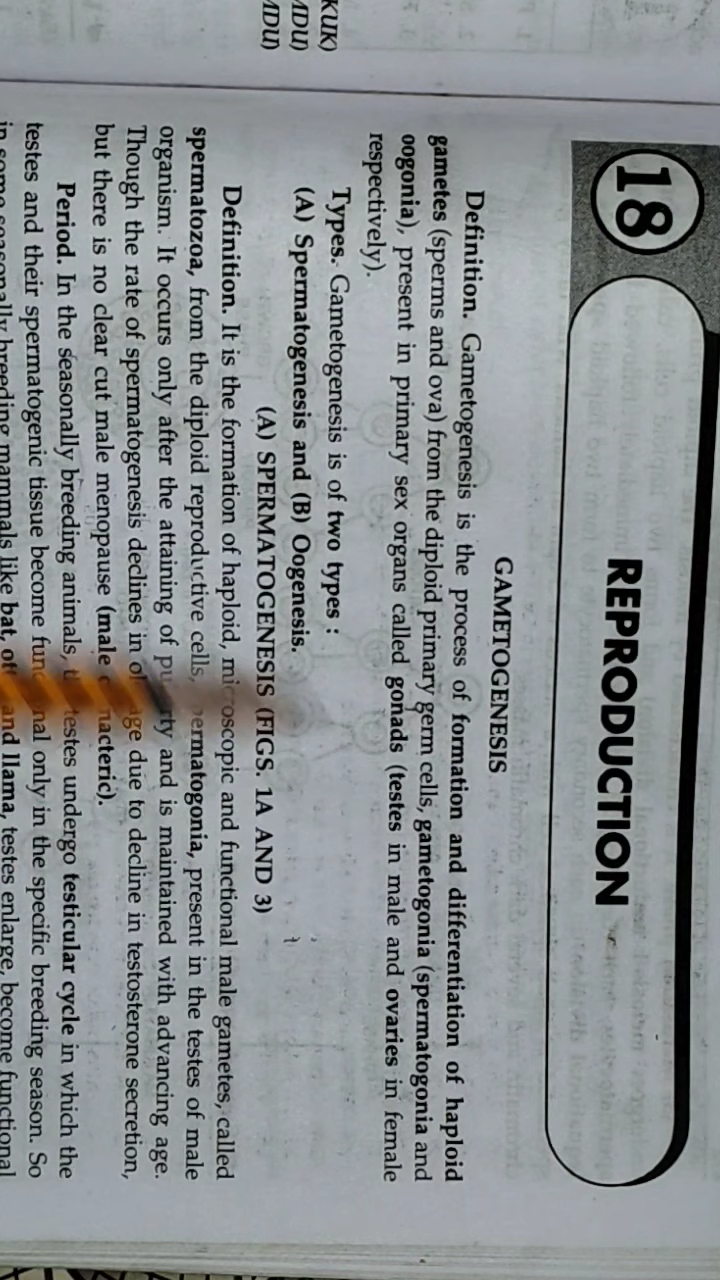 KUK)
MDU)
MDU)
18
REPRODUCTION
GAMETOGENESIS
Definition. Gametogenesis is the process of formation and differentiation of haploid
gametes (sperms and ova) from the diploid primary germ cells, gametogonia (spermatogonia and
oogonia), present in primary sex organs called gonads (testes in male and ovaries in female
respectively).
Types. Gametogenesis is of two types :
(A) Spermatogenesis and (B) Oogenesis.
(A) SPERMATOGENESIS (FIGS. 1A AND 3)
Definition. It is the formation of haploid, microscopic and functional male gametes, called
spermatozoa, from the diploid reproductive cells, spermatogonia, present in the testes of male
organism. It occurs only after the attaining of puberty and is maintained with advancing age.
Though the rate of spermatogenesis declines in old age due to decline in testosterone secretion,
but there is no clear cut male menopause (male climacteric).
Period. In the seasonally breeding animals, the testes undergo testicular cycle in which the
testes and their spermatogenic tissue become functional only in the specific breeding season. So
in some seasonally breeding mammals like bat, and llama, testes enlarge, become functional